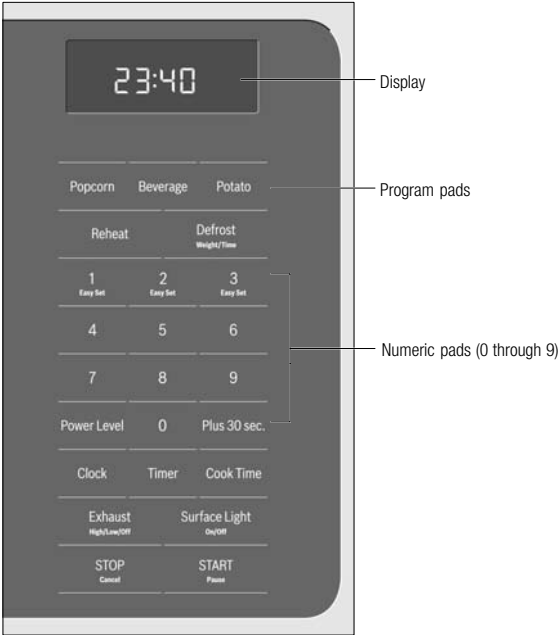 23:40
Display
Popcorn Beverage Potato
Program pads
Reheat Defrost
Weight/Time
1 2 3
Easy Set Easy Set Easy Set
4 5 6
Numeric pads (0 through 9)
7 8 9
Power Level 0 Plus 30 sec.
Clock Timer Cook Time
Exhaust Surface Light
High/Low/Off On/Off
STOP START
Cancel Pause